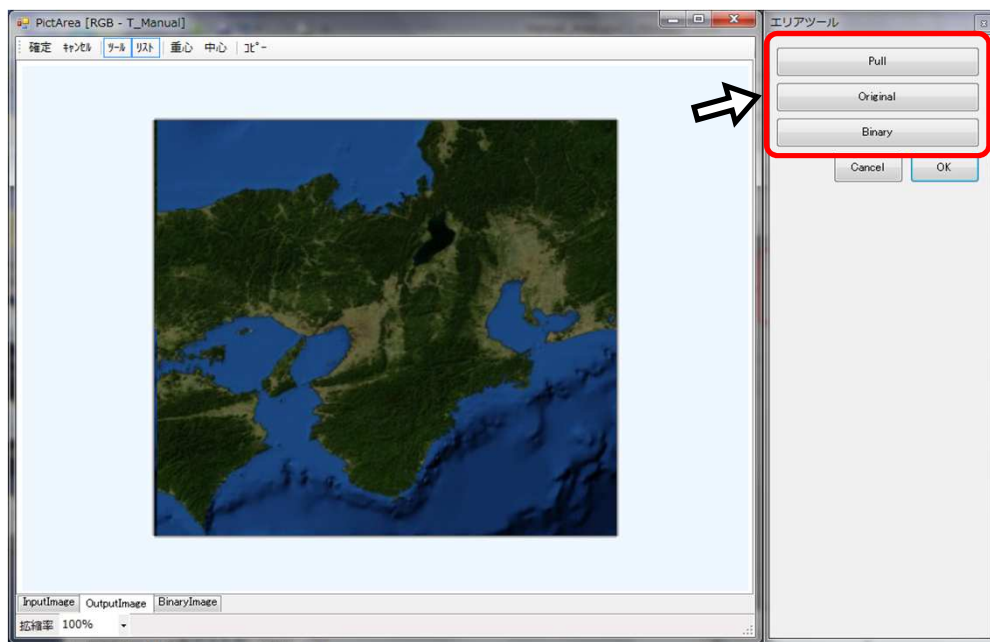 PictArea [RGB - T_Manual]
確定 ｷｬﾝｾﾙ ﾂｰﾙ ﾘｽﾄ 重心 中心 ｺﾋﾟｰ
InputImage OutputImage BinaryImage
拡縮率 100%
エリアツール
Pull
Original
Binary
Cancel OK